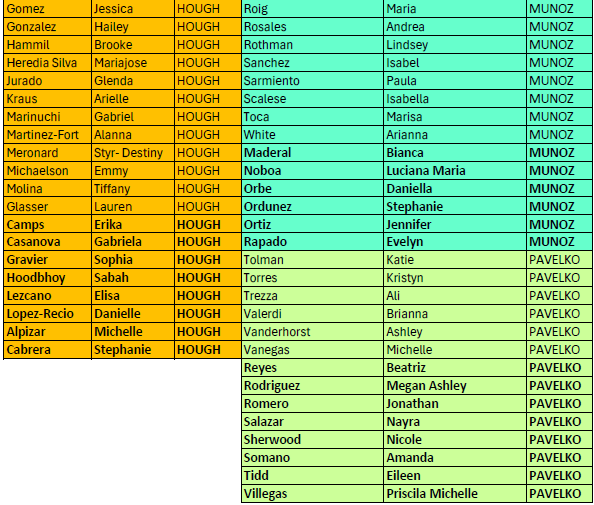 Gomez Jessica HOUGH Roig Maria MUNOZ
Gonzalez Hailey HOUGH Rosales Andrea MUNOZ
Hammil Brooke HOUGH Rothman Lindsey MUNOZ
Heredia Silva Mariajose HOUGH Sanchez Isabel MUNOZ
Jurado Glenda HOUGH Sarmiento Paula MUNOZ
Kraus Arielle HOUGH Scalese Isabella MUNOZ
Marinuchi Gabriel HOUGH Toca Marisa MUNOZ
Martinez-Fort Alanna HOUGH White Arianna MUNOZ
Meronard Styr- Destiny HOUGH Maderal Bianca MUNOZ
Michaelson Emmy HOUGH Noboa Luciana Maria MUNOZ
Molina Tiffany HOUGH Orbe Daniella MUNOZ
Glasser Lauren HOUGH Ordunez Stephanie MUNOZ
Camps Erika HOUGH Ortiz Jennifer MUNOZ
Casanova Gabriela HOUGH Rapado Evelyn MUNOZ
Gravier Sophia HOUGH Tolman Katie PAVELKO
Hoodbhoy Sabah HOUGH Torres Kristyn PAVELKO
Lezcano Elisa HOUGH Trezza Ali PAVELKO
Lopez-Recio Danielle HOUGH Valerdi Brianna PAVELKO
Alpizar Michelle HOUGH Vanderhorst Ashley PAVELKO
Cabrera Stephanie HOUGH Vanegas Michelle PAVELKO
Reyes Beatriz PAVELKO
Rodriguez Megan Ashley PAVELKO
Romero Jonathan PAVELKO
Salazar Nayra PAVELKO
Sherwood Nicole PAVELKO
Somano Amanda PAVELKO
Tidd Eileen PAVELKO
Villegas Priscila Michelle PAVELKO